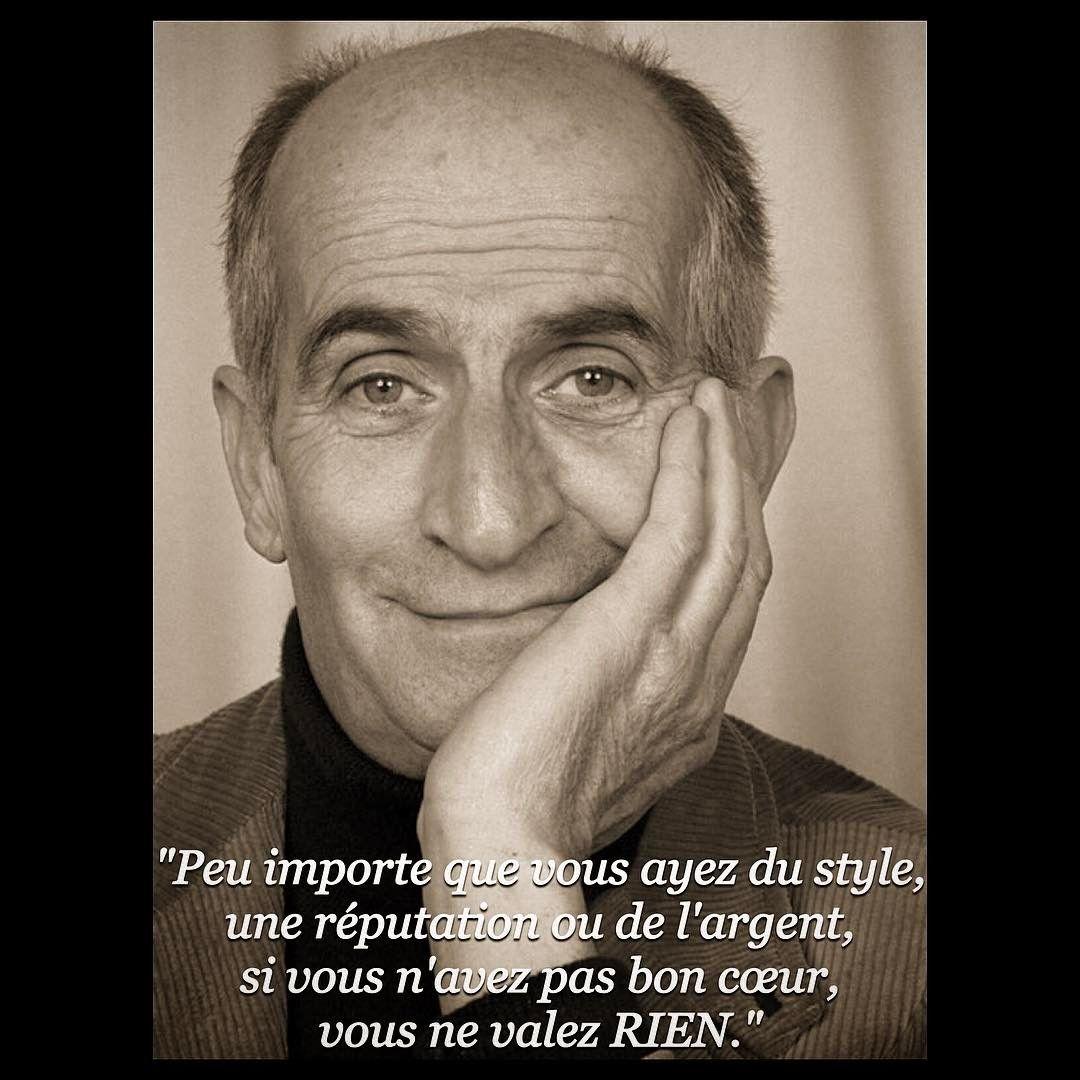 "Peu importe que vous ayez du style,
une réputation ou de l'argent,
si vous n'avez pas bon cœur,
vous ne valez RIEN."